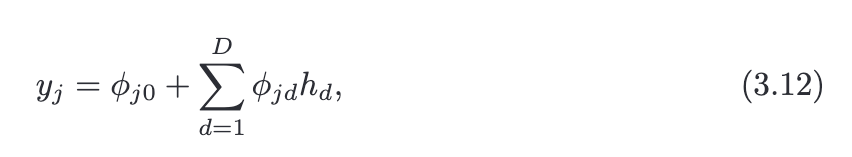 $y_j = \phi_{j0} + \sum_{d=1}^{D} \phi_{jd} h_d,$ (3.12)